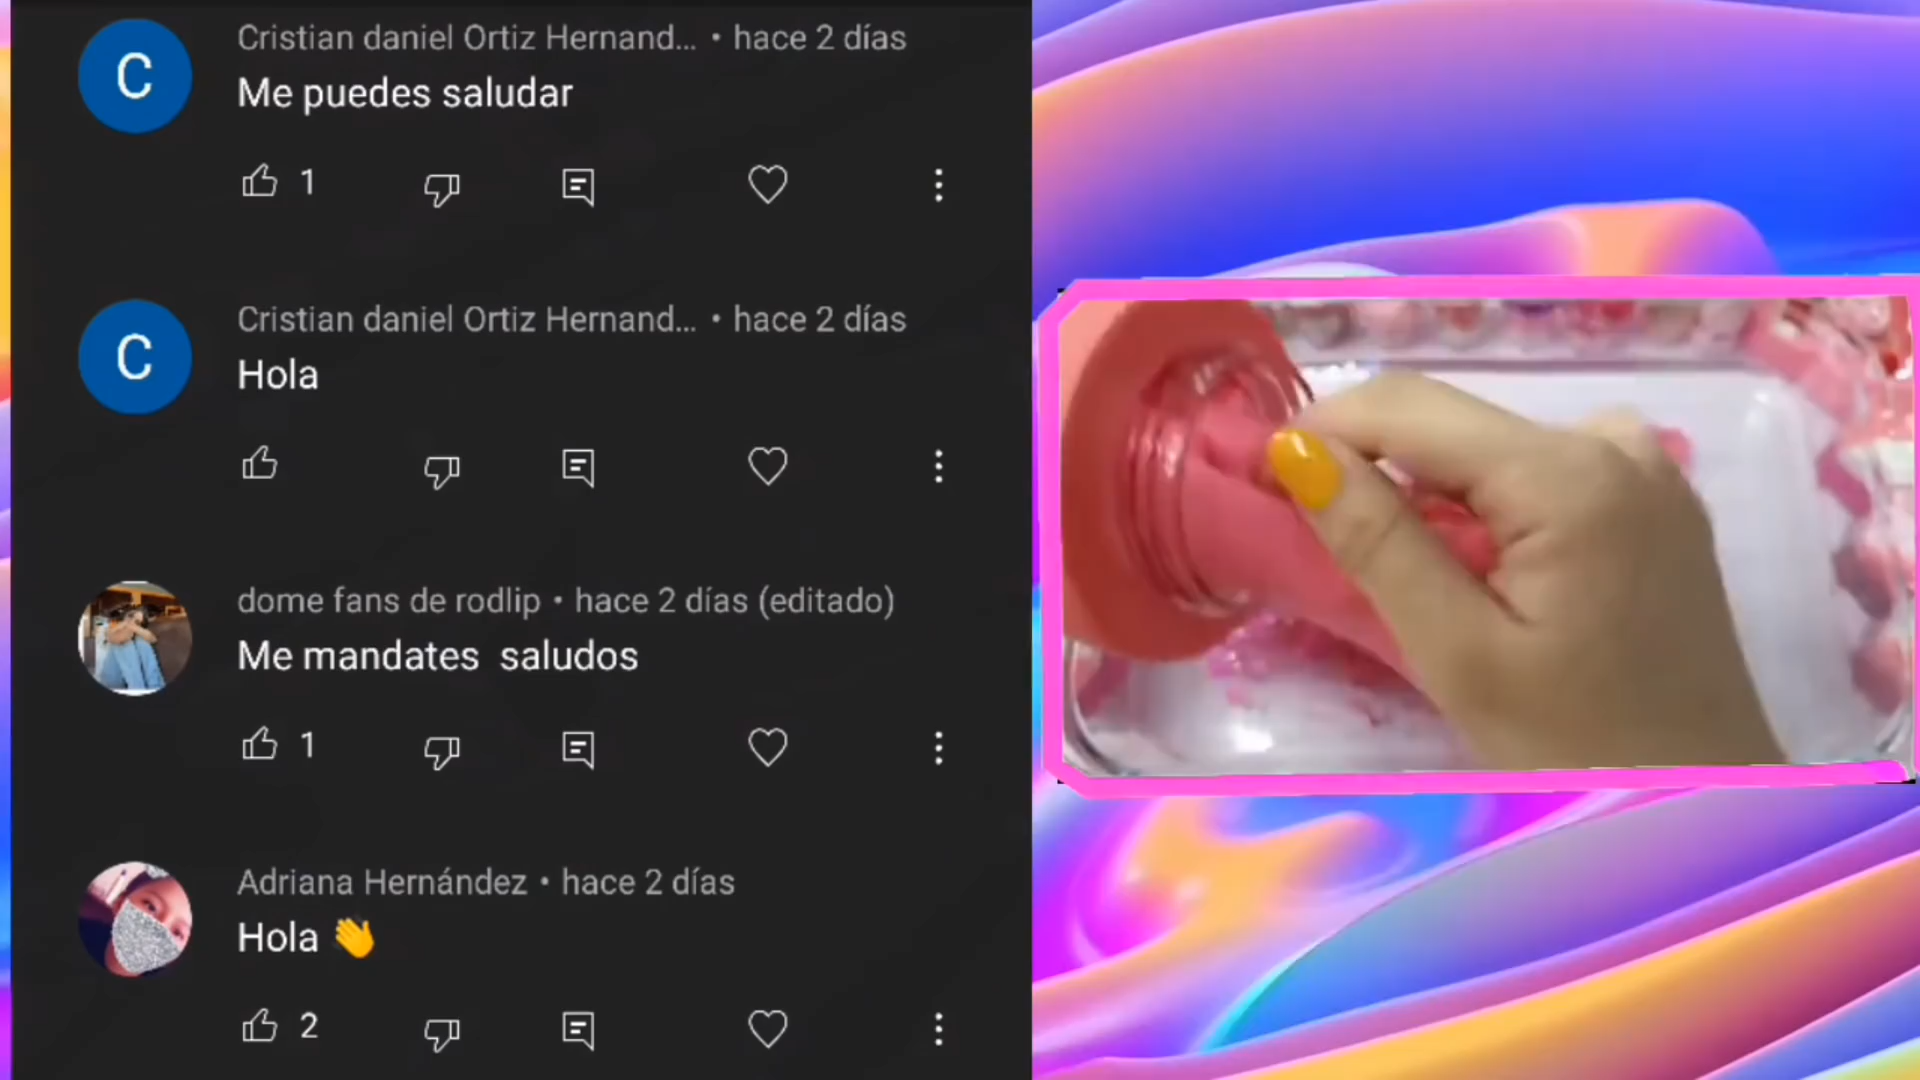 C
Cristian daniel Ortiz Hernand... • hace 2 días
Me puedes saludar
1
C
Cristian daniel Ortiz Hernand... • hace 2 días
Hola
dome fans de rodlip • hace 2 días (editado)
Me mandates  saludos
1
Adriana Hernández • hace 2 días
Hola 👋
2